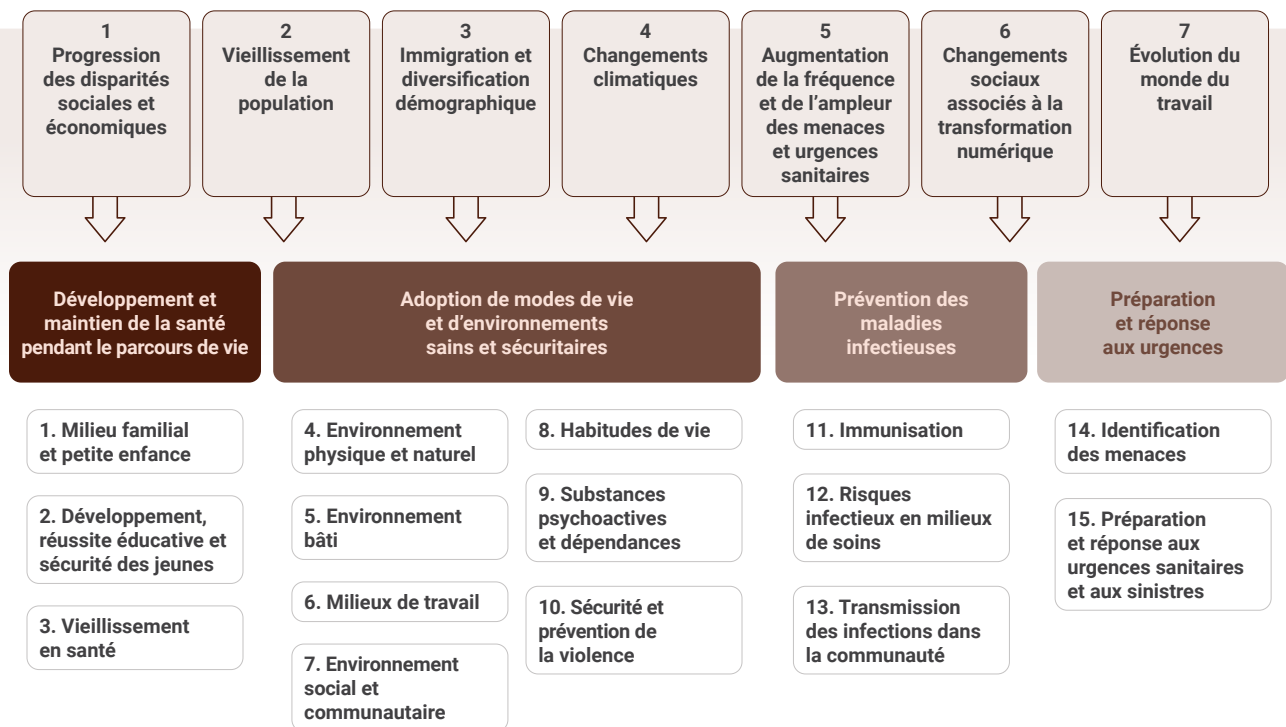 1
Progression
des disparités
sociales et
économiques
2
Vieillissement
de la
population
3
Immigration et
diversification
démographique
4
Changements
climatiques
5
Augmentation
de la fréquence
et de l’ampleur
des menaces
et urgences
sanitaires
6
Changements
sociaux
associés à la
transformation
numérique
7
Évolution du
monde du
travail
Développement et
maintien de la santé
pendant le parcours de vie
Adoption de modes de vie
et d’environnements
sains et sécuritaires
Prévention des
maladies
infectieuses
Préparation
et réponse
aux urgences
1. Milieu familial
et petite enfance
2. Développement,
réussite éducative et
sécurité des jeunes
3. Vieillissement
en santé
4. Environnement
physique et naturel
5. Environnement
bâti
6. Milieux de travail
7. Environnement
social et
communautaire
8. Habitudes de vie
9. Substances
psychoactives
et dépendances
10. Sécurité et
prévention de
la violence
11. Immunisation
12. Risques
infectieux en milieux
de soins
13. Transmission
des infections dans
la communauté
14. Identification
des menaces
15. Préparation
et réponse aux
urgences sanitaires
et aux sinistres